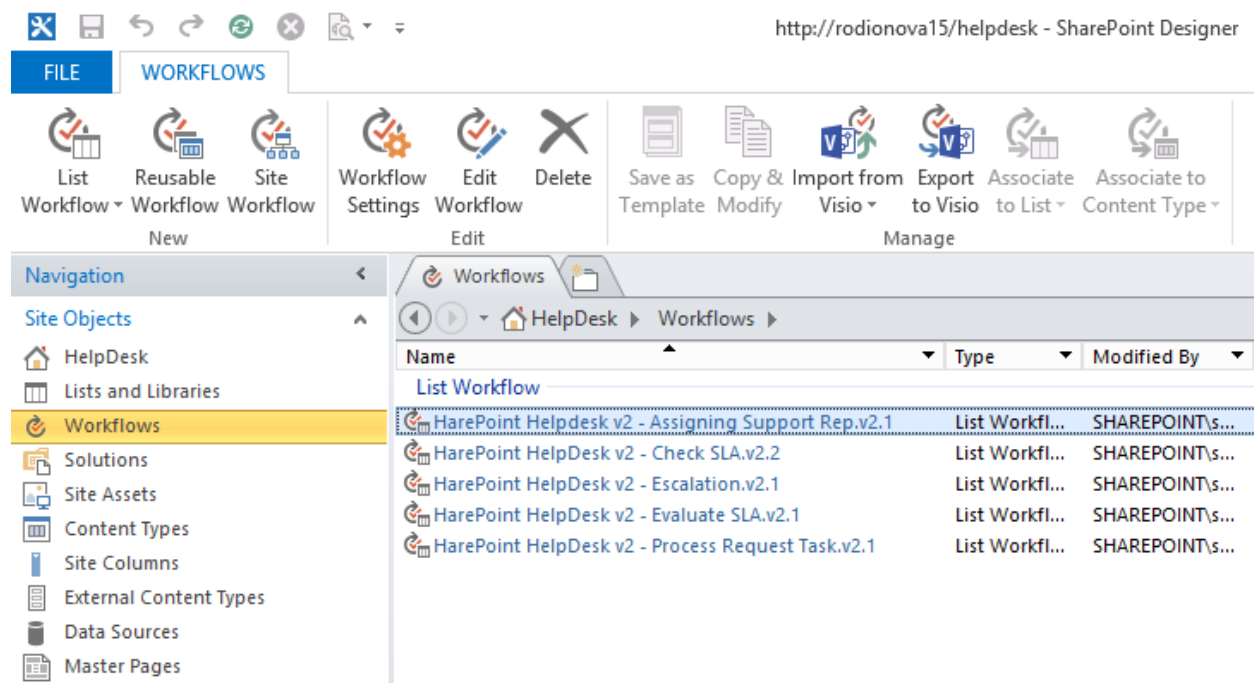 http://rodionova15/helpdesk - SharePoint Designer
FILE WORKFLOWS
List Workflow Reusable Workflow Site Workflow Workflow Settings Edit Workflow Delete Save as Template Copy & Modify Import from Visio Export to Visio Associate to List Associate to Content Type
New Edit Manage
Navigation
Site Objects
HelpDesk
Lists and Libraries
Workflows
Solutions
Site Assets
Content Types
Site Columns
External Content Types
Data Sources
Master Pages
Workflows
HelpDesk Workflows
Name Type Modified By
List Workflow
HarePoint Helpdesk v2 - Assigning Support Rep.v2.1 List Workfl... SHAREPOINT\s...
HarePoint HelpDesk v2 - Check SLA.v2.2 List Workfl... SHAREPOINT\s...
HarePoint HelpDesk v2 - Escalation.v2.1 List Workfl... SHAREPOINT\s...
HarePoint HelpDesk v2 - Evaluate SLA.v2.1 List Workfl... SHAREPOINT\s...
HarePoint HelpDesk v2 - Process Request Task.v2.1 List Workfl... SHAREPOINT\s...